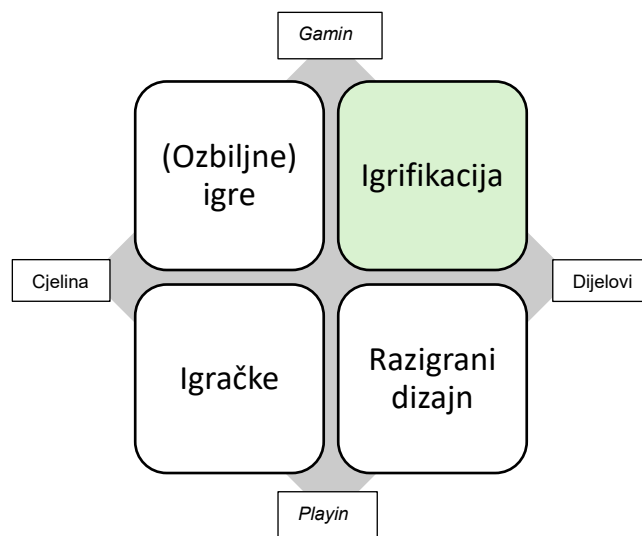 Gamin
(Ozbiljne)
igre
Igrifikacija
Cjelina
Dijelovi
Igračke
Razigrani
dizajn
Playin